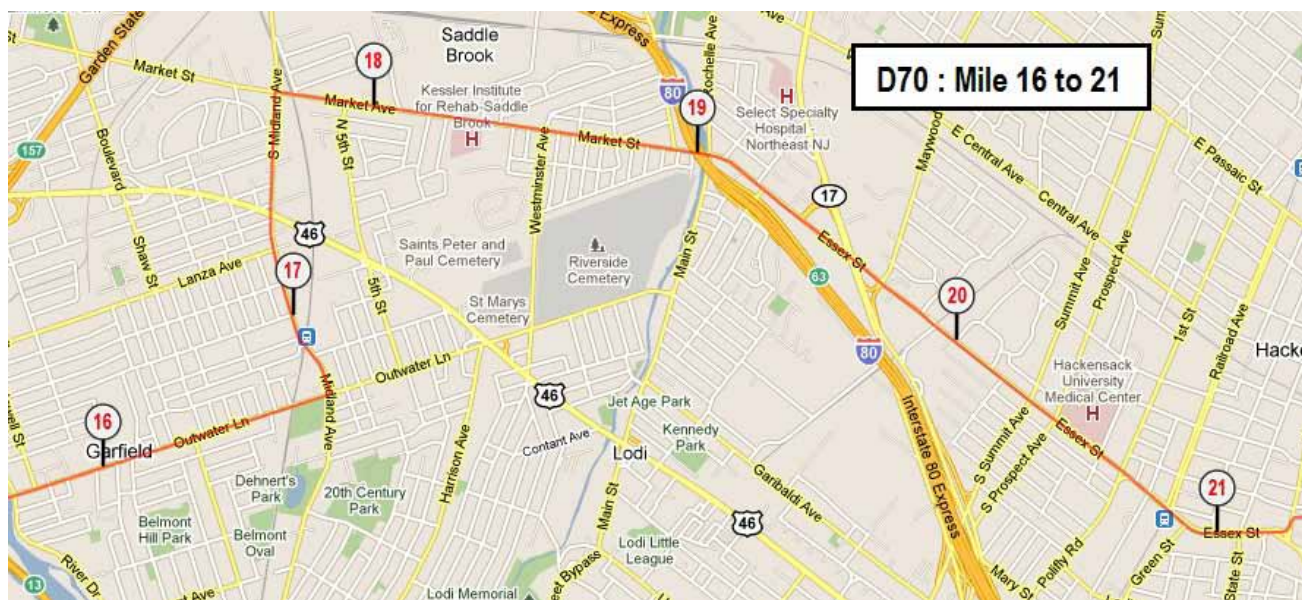 Garden State
Saddle
Brook
80 Express
Rochelle Ave
D70 : Mile 16 to 21
18
80
19
Market St
S Midland Ave
Market Ave
N 5th St
Kessler Institute
for Rehab-Saddle
Brook
H
Market St
Westminster Ave
H
Select Specialty
Hospital
Northeast NJ
Maywood
E Central Ave
Central Ave
E Passaic St
157
Boulevard
17
46
Shaw St
Lanza Ave
17
5th St
Saints Peter and
Paul Cemetery
Riverside
Cemetery
St Marys
Cemetery
Main St
Essex St
63
20
Summit Ave
Prospect Ave
1st St
Railroad Ave
Hacke
80
Outwater Ln
Midland Ave
46
Jet Age Park
Hackensack
University
Medical Center
H
16
Garfield
Outwater Ln
Contant Ave
Lodi
Kennedy
Park
Interstate 80 Express
S Summit Ave
S Prospect Ave
Essex St
Harrison Ave
Dehnert's
Park
20th Century
Park
Garibaldi Ave
21
Essex St
Belmont
Hill Park
Belmont
Oval
Main St
46
Lodi Little
League
Polifly Rd
Green St
State St
River Dr
13
Lodi Memorial
Mary St